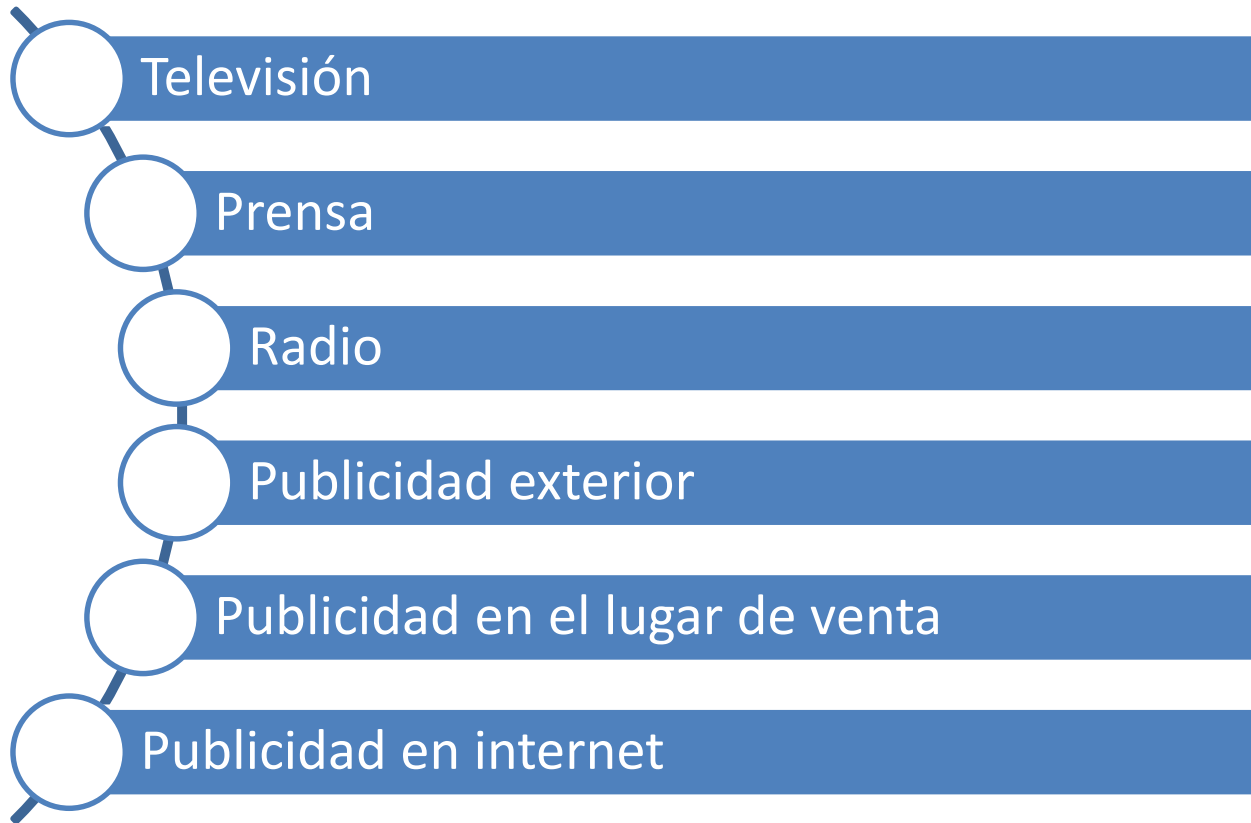 Televisión
Prensa
Radio
Publicidad exterior
Publicidad en el lugar de venta
Publicidad en internet